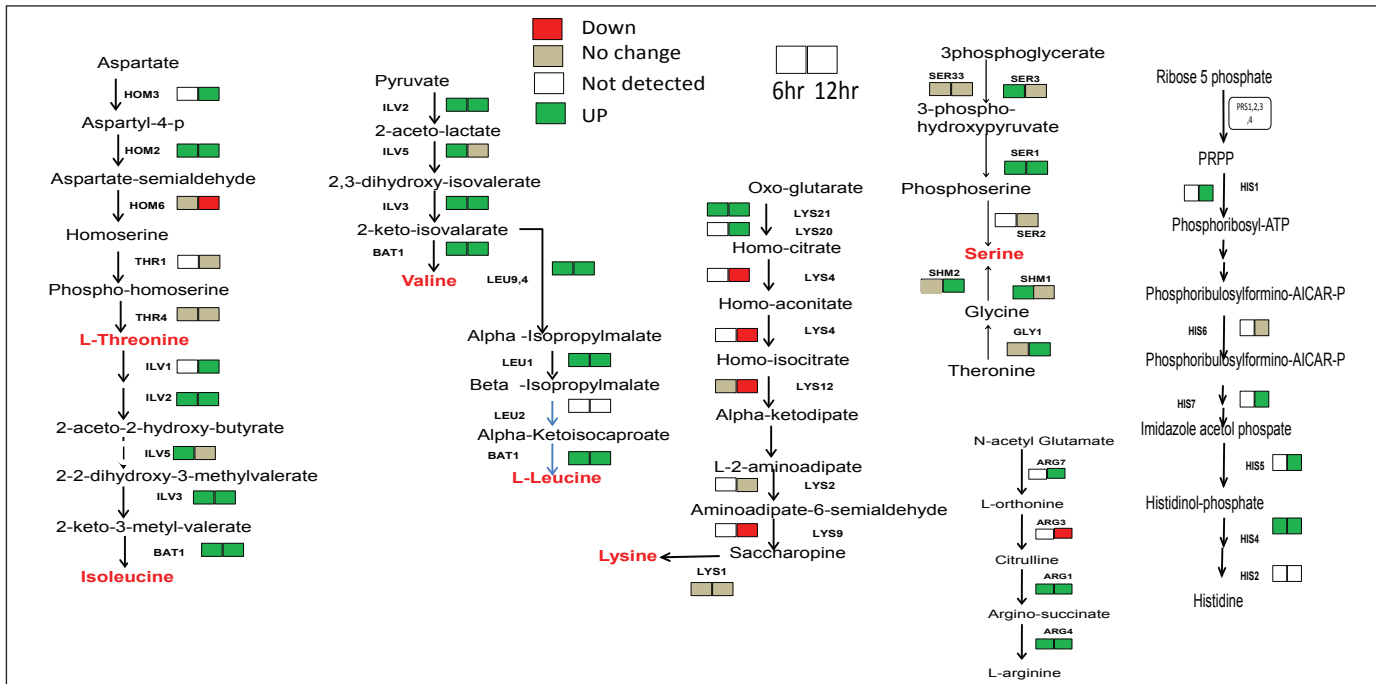 Down
No change
Not detected
UP
6hr 12hr
Aspartate
HOM3
Aspartyl-4-p
HOM2
Aspartate-semialdehyde
HOM6
Homoserine
THR1
Phospho-homoserine
THR4
L-Threonine
ILV1
ILV2
2-aceto-2-hydroxy-butyrate
ILV5
2-2-dihydroxy-3-methylvalerate
ILV3
2-keto-3-metyl-valerate
BAT1
Isoleucine
Pyruvate
ILV2
2-aceto-lactate
ILV5
2,3-dihydroxy-isovalerate
ILV3
2-keto-isovalarate
BAT1
Valine
LEU9,4
Alpha -Isopropylmalate
LEU1
Beta -Isopropylmalate
LEU2
Alpha-Ketoisocaproate
BAT1
L-Leucine
Oxo-glutarate
LYS21
LYS20
Homo-citrate
LYS4
Homo-aconitate
LYS4
Homo-isocitrate
LYS12
Alpha-ketodipate
L-2-aminoadipate
LYS2
Aminoadipate-6-semialdehyde
LYS9
Saccharopine
Lysine
LYS1
3phosphoglycerate
SER33 SER3
3-phospho-
hydroxypyruvate
SER1
Phosphoserine
SER2
Serine
SHM2 SHM1
Glycine
GLY1
Theronine
N-acetyl Glutamate
ARG7
L-orthonine
ARG3
Citrulline
ARG1
Argino-succinate
ARG4
L-arginine
Ribose 5 phosphate
PRS1,2,3
,4
PRPP
HIS1
Phosphoribosyl-ATP
Phosphoribulosylformino-AICAR-P
HIS6
Phosphoribulosylformino-AICAR-P
HIS7
Imidazole acetol phospate
HIS5
Histidinol-phosphate
HIS4
HIS2
Histidine